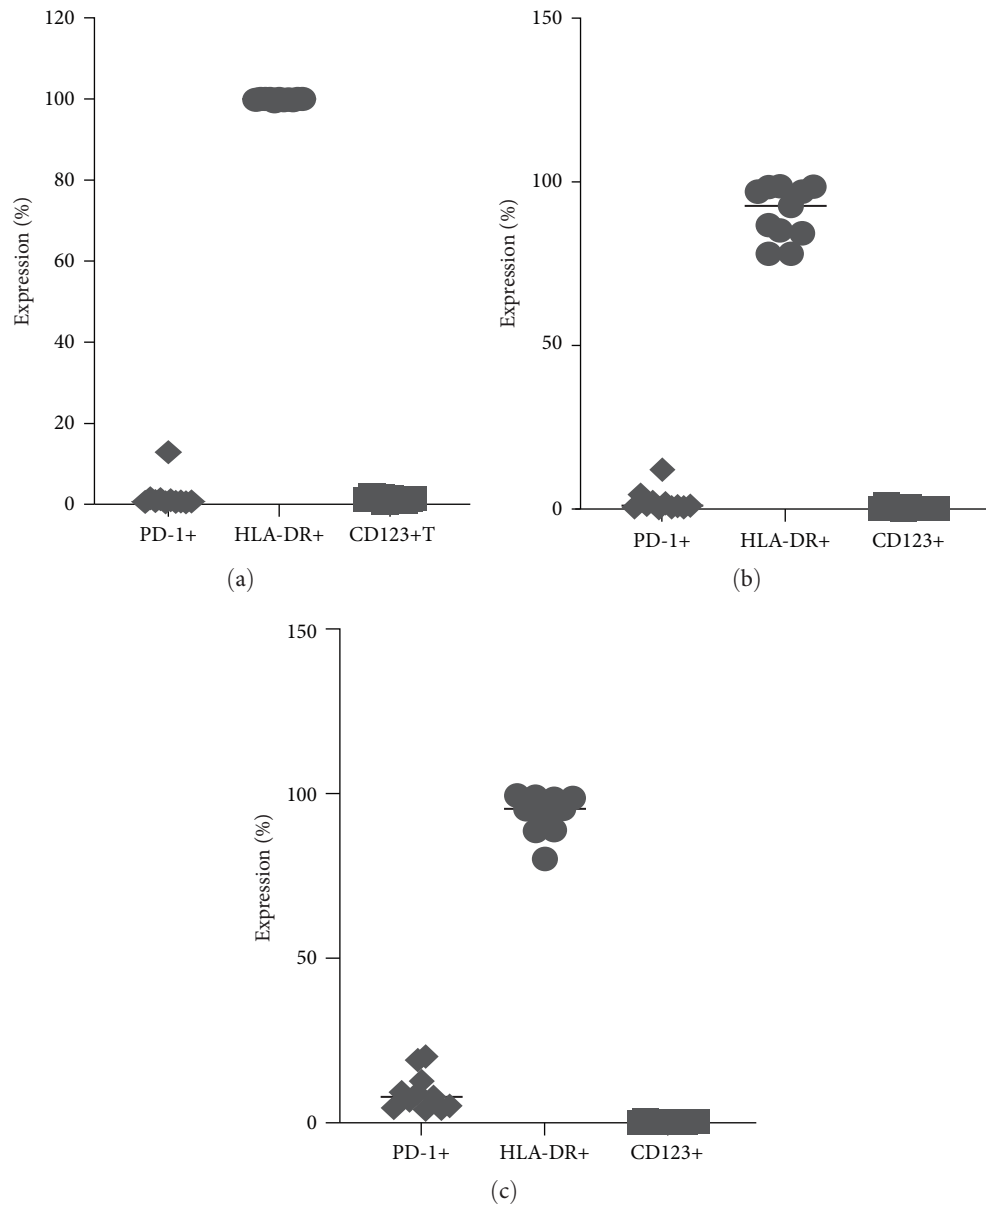 120
100
80
60
40
20
0
Expression (%)
PD-1+ HLA-DR+ CD123+T
(a)
150
100
50
0
Expression (%)
PD-1+ HLA-DR+ CD123+
(b)
150
100
50
0
Expression (%)
PD-1+ HLA-DR+ CD123+
(c)